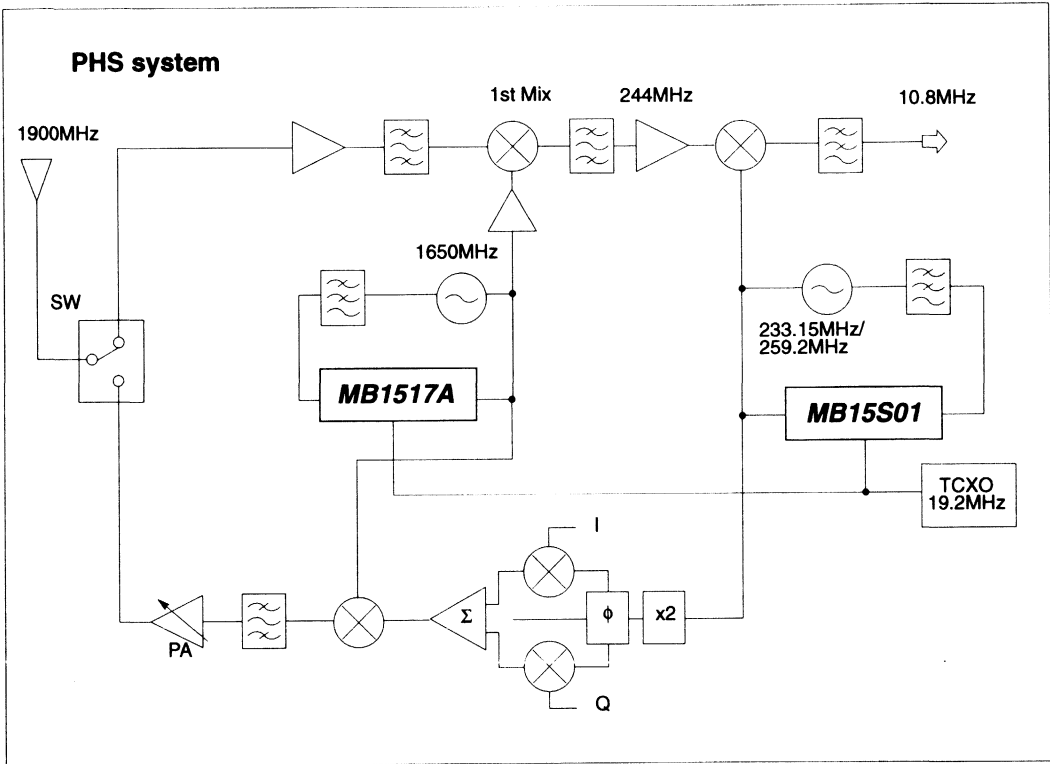 PHS system
1st Mix
244MHz
10.8MHz
1900MHz
1650MHz
SW
233.15MHz/
259.2MHz
MB1517A
MB15S01
TCXO
19.2MHz
I
Σ
ϕ
x2
PA
Q